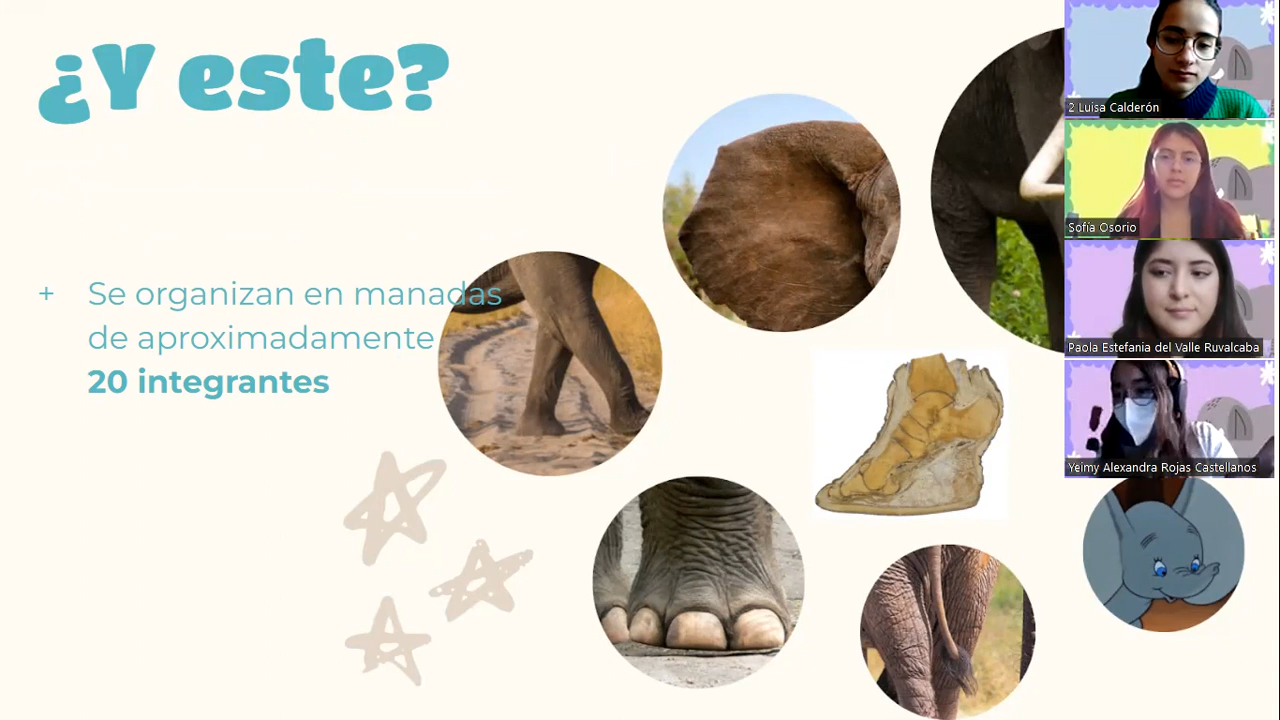 ¿Y este?
+ Se organizan en manadas
de aproximadamente
20 integrantes
2 Luisa Calderón
Sofía Osorio
Paola Estefania del Valle Ruvalcaba
Yeimy Alexandra Rojas Castellanos